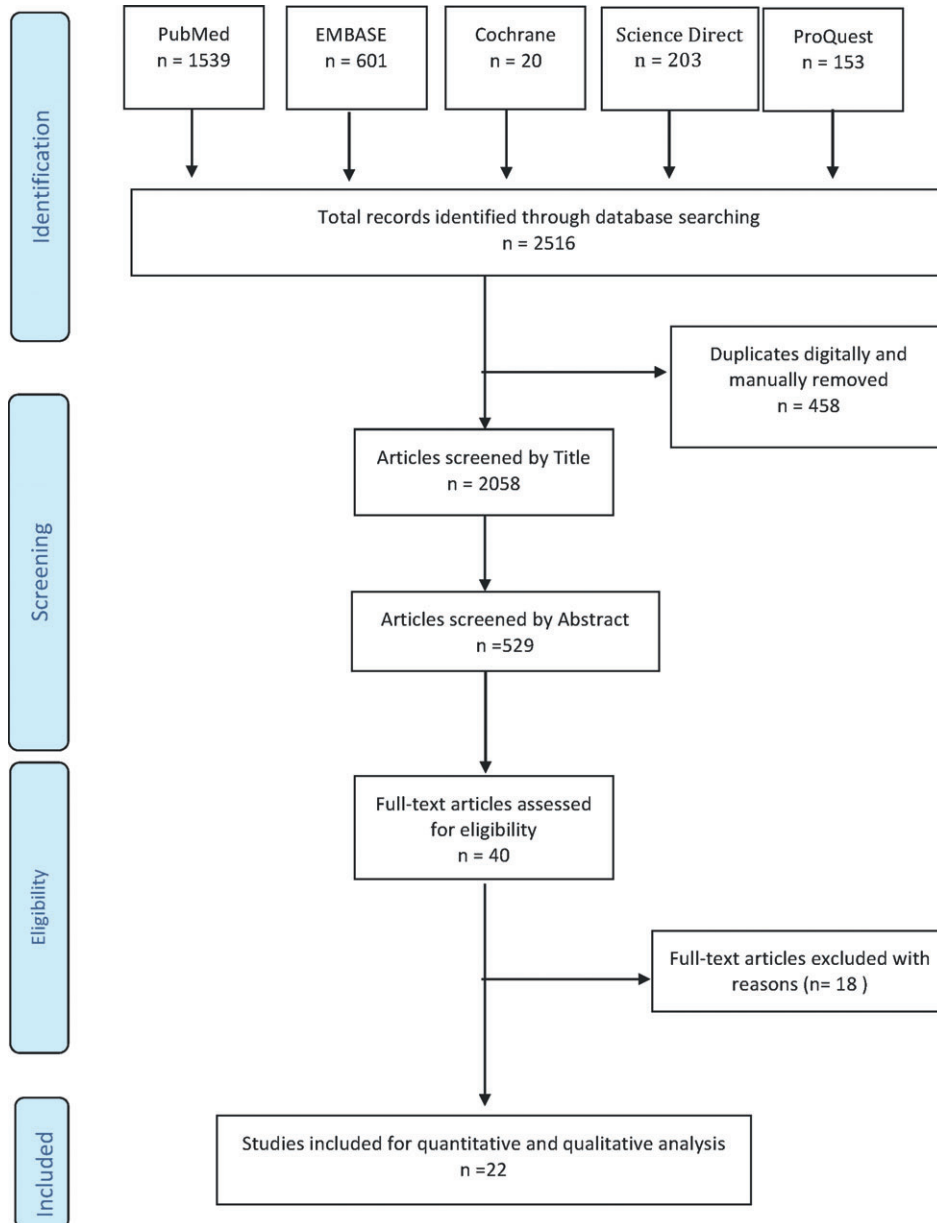 PubMed
n = 1539
EMBASE
n = 601
Cochrane
n = 20
Science Direct
n = 203
ProQuest
n = 153
Identification
Total records identified through database searching
n = 2516
Duplicates digitally and
manually removed
n = 458
Screening
Articles screened by Title
n = 2058
Articles screened by Abstract
n =529
Eligibility
Full-text articles assessed
for eligibility
n = 40
Full-text articles excluded with
reasons (n= 18 )
Included
Studies included for quantitative and qualitative analysis
n =22